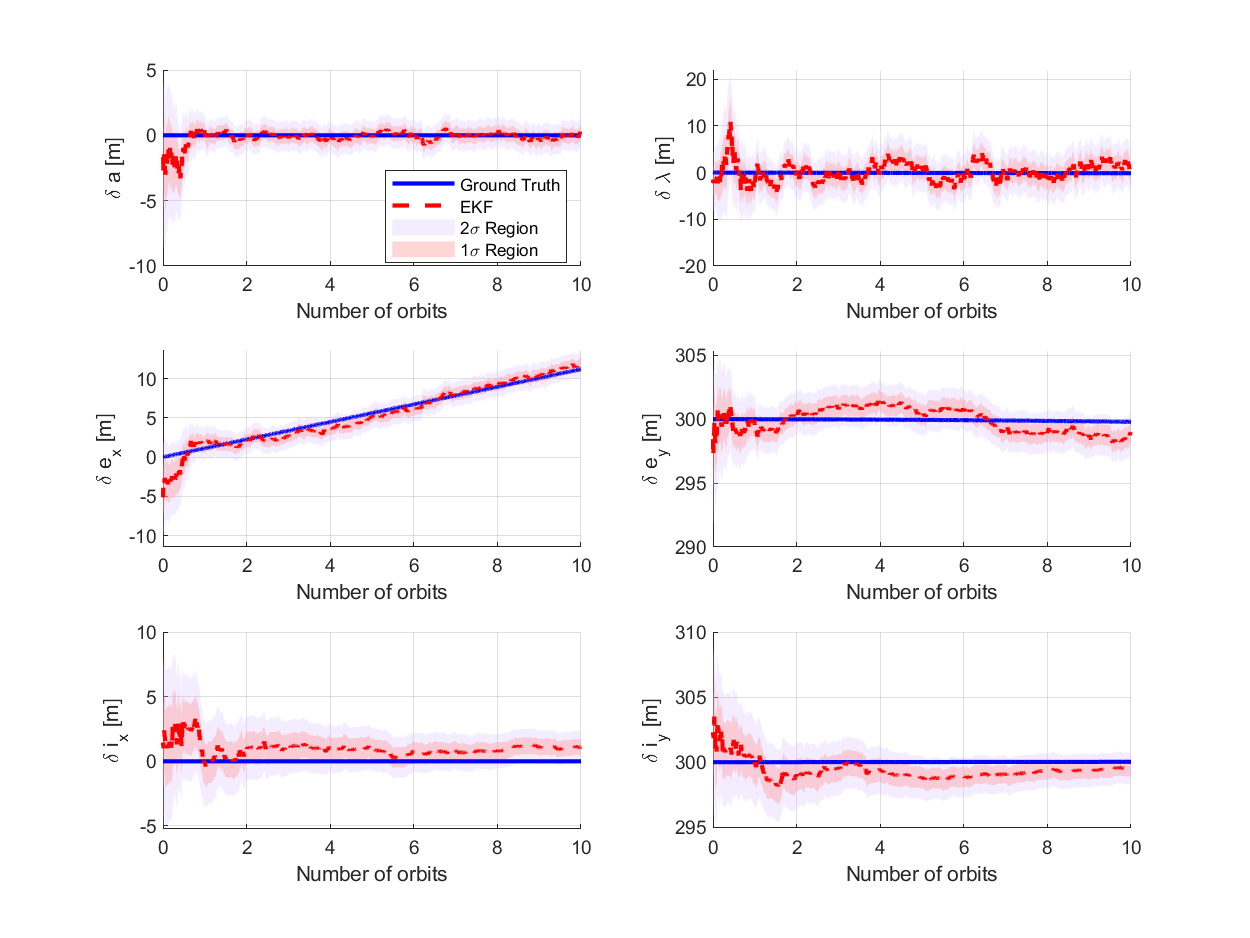 5
0
-5
-10
δ a [m]
0 2 4 6 8 10
Number of orbits
Ground Truth
EKF
2σ Region
1σ Region
20
10
0
-10
-20
δ λ [m]
0 2 4 6 8 10
Number of orbits
10
5
0
-5
-10
δ e_x [m]
0 2 4 6 8 10
Number of orbits
305
300
295
290
δ e_y [m]
0 2 4 6 8 10
Number of orbits
10
5
0
-5
δ i_x [m]
0 2 4 6 8 10
Number of orbits
310
305
300
295
δ i_y [m]
0 2 4 6 8 10
Number of orbits